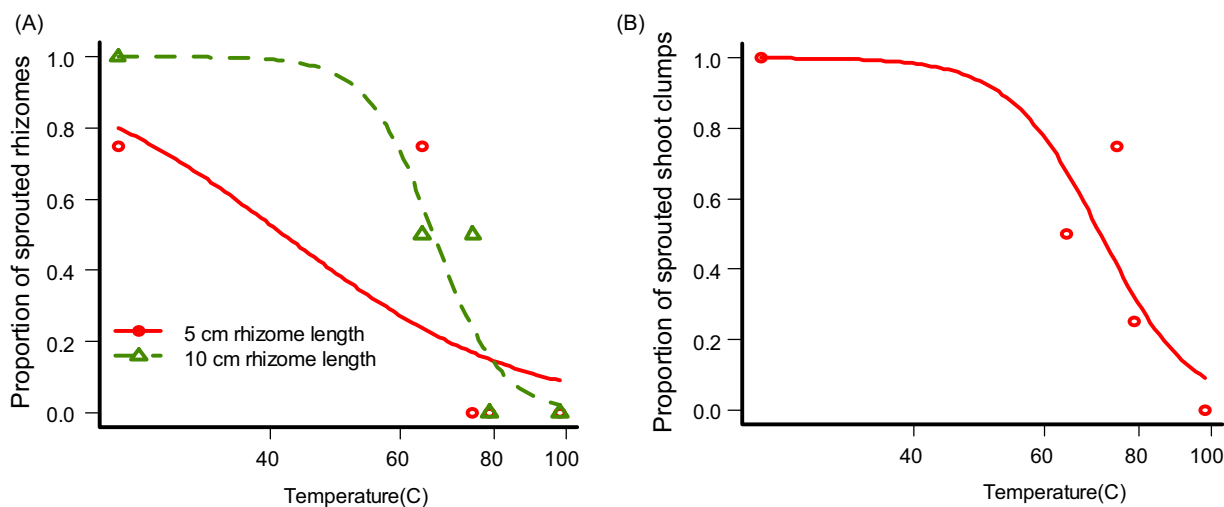 (A)
Proportion of sprouted rhizomes
1.0
0.8
0.6
0.4
0.2
0.0
5 cm rhizome length
10 cm rhizome length
40
60
80
100
Temperature(C)
(B)
Proportion of sprouted shoot clumps
1.0
0.8
0.6
0.4
0.2
0.0
40
60
80
100
Temperature(C)